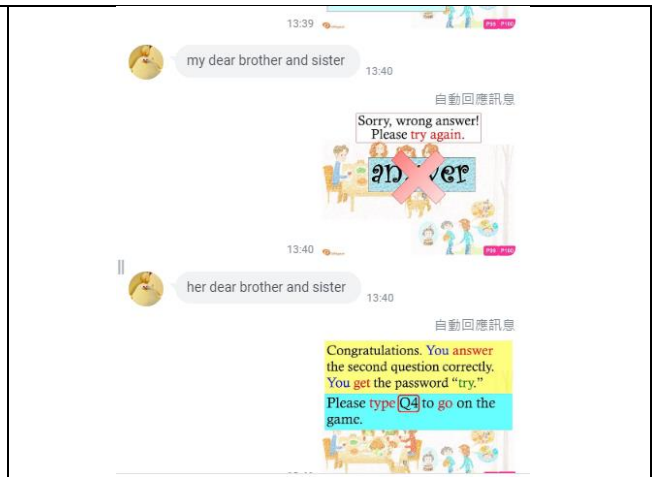 13:39
my dear brother and sister
13:40
自動回應訊息
Sorry, wrong answer!
Please try again.
answer
13:40
her dear brother and sister
13:40
自動回應訊息
Congratulations. You answer
the second question correctly.
You get the password “try.”
Please type Q4 to go on the
game.